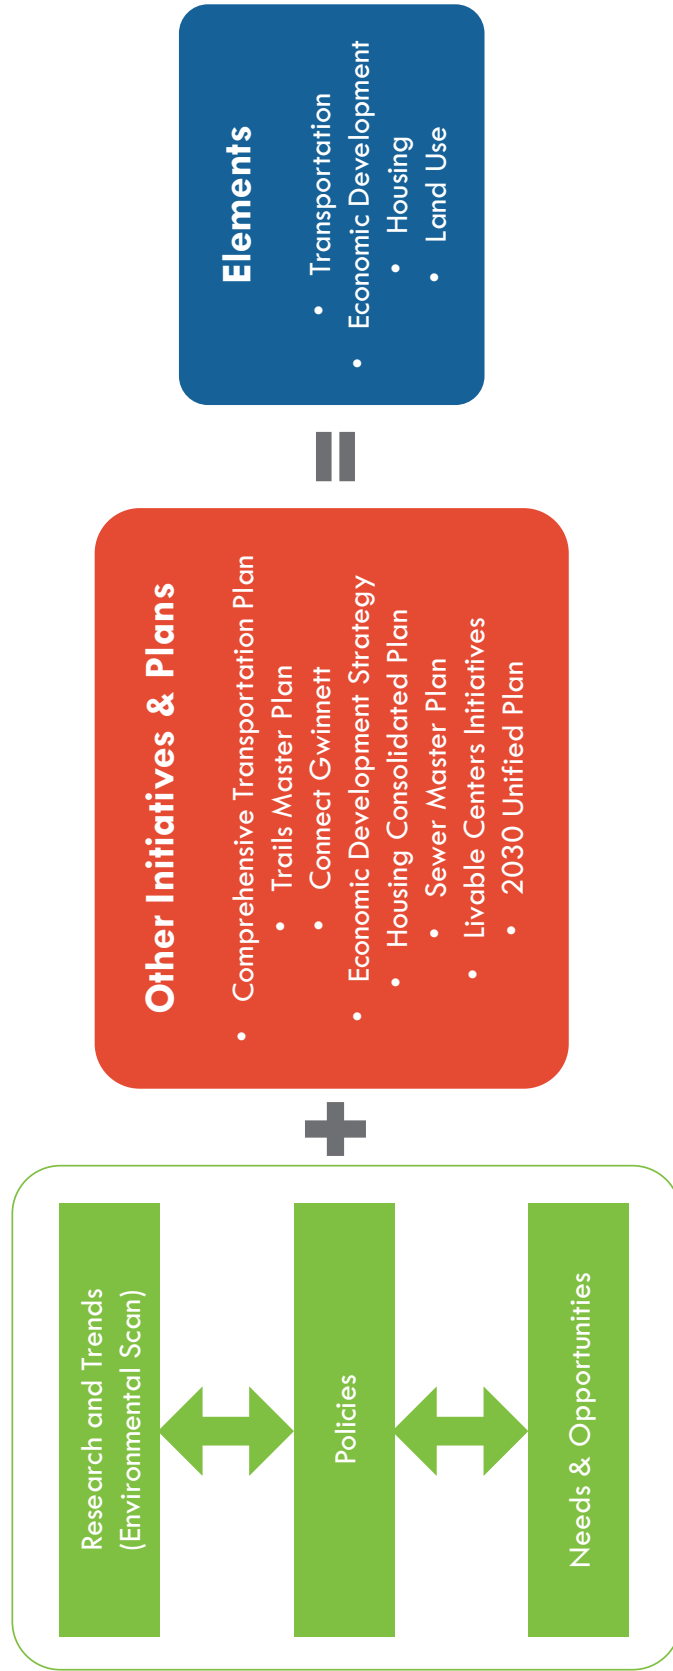 Research and Trends
(Environmental Scan)
Policies
Needs & Opportunities
+
Other Initiatives & Plans
• Comprehensive Transportation Plan
• Trails Master Plan
• Connect Gwinnett
• Economic Development Strategy
• Housing Consolidated Plan
• Sewer Master Plan
• Livable Centers Initiatives
• 2030 Unified Plan
=
Elements
• Transportation
• Economic Development
• Housing
• Land Use